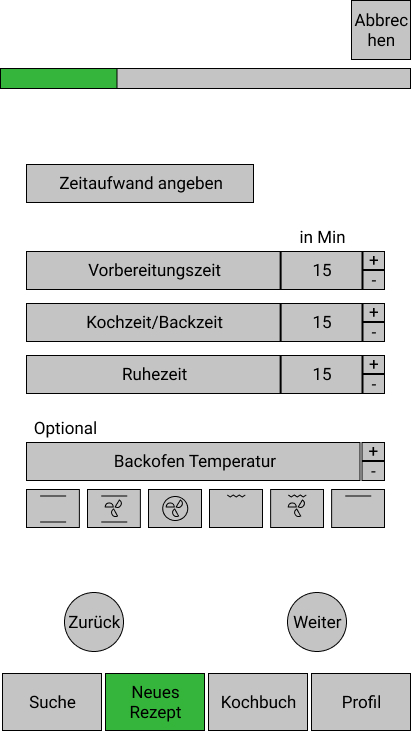 Abbrec
hen
Zeitaufwand angeben
in Min
Vorbereitungszeit 15 +
-
Kochzeit/Backzeit 15 +
-
Ruhezeit 15 +
-
Optional
Backofen Temperatur +
-
Zurück Weiter
Suche Neues Rezept Kochbuch Profil